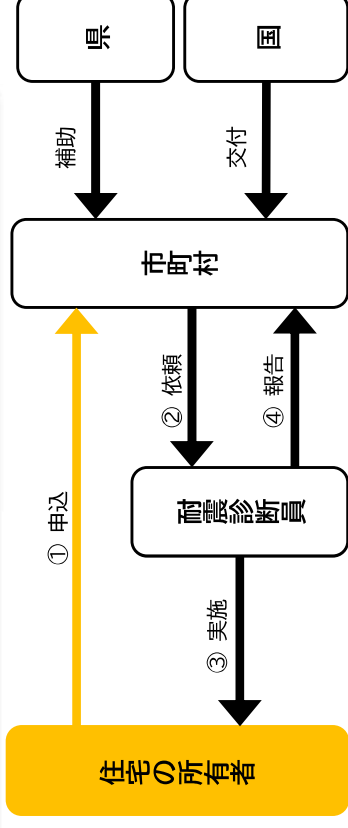 住宅の所有者
① 申込
③ 実施
耐震診断員
② 依頼
④ 報告
市町村
補助
交付
県
国